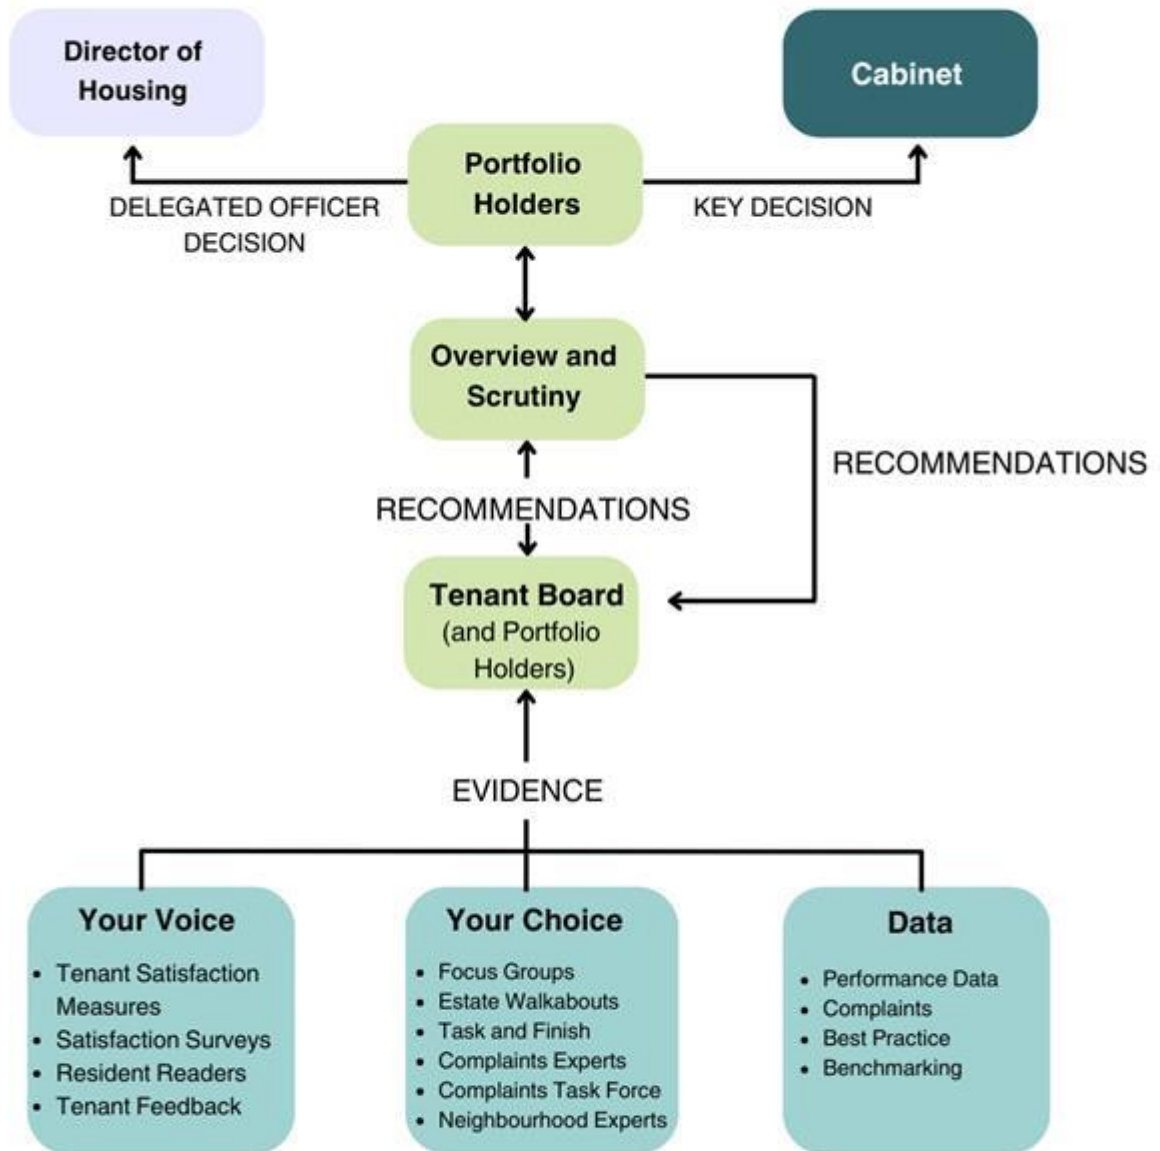 Director of
Housing
Cabinet
Portfolio
Holders
DELEGATED OFFICER
DECISION
KEY DECISION
Overview and
Scrutiny
RECOMMENDATIONS
RECOMMENDATIONS
Tenant Board
(and Portfolio
Holders)
EVIDENCE
Your Voice
• Tenant Satisfaction
Measures
• Satisfaction Surveys
• Resident Readers
• Tenant Feedback
Your Choice
• Focus Groups
• Estate Walkabouts
• Task and Finish
• Complaints Experts
• Complaints Task Force
• Neighbourhood Experts
Data
• Performance Data
• Complaints
• Best Practice
• Benchmarking